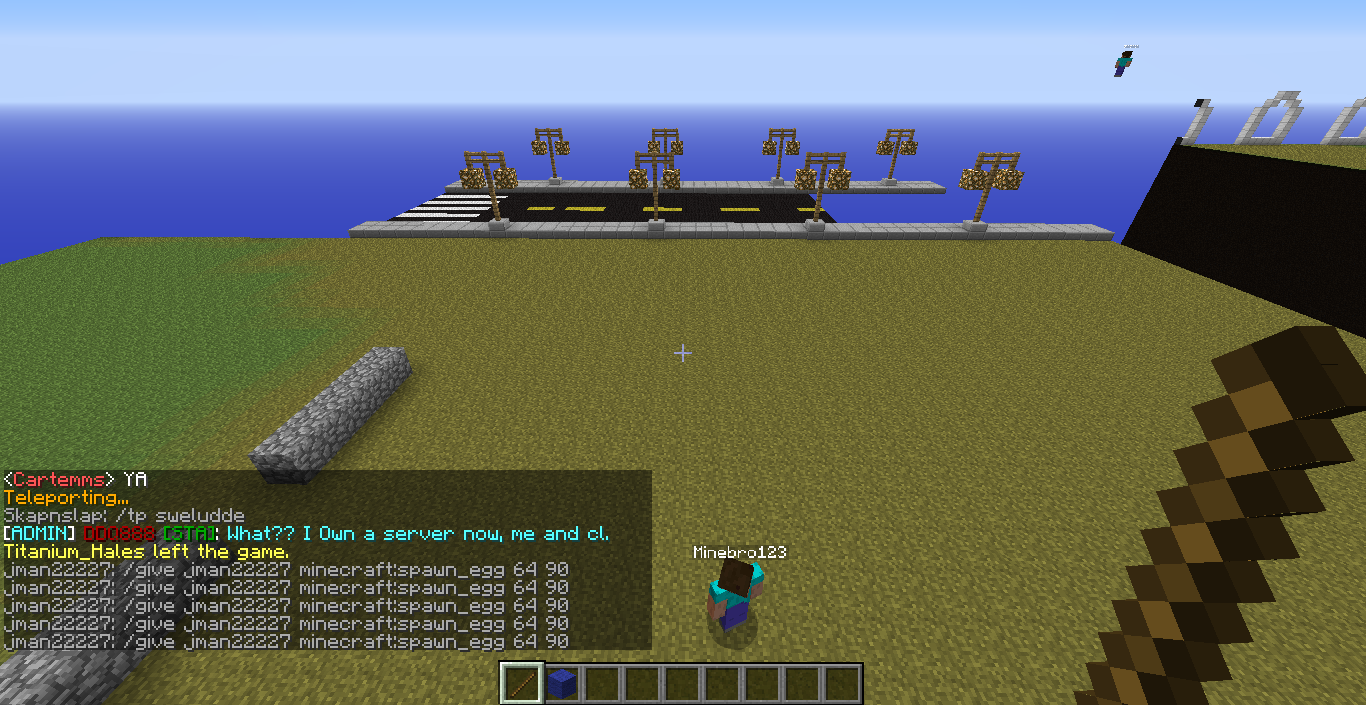 <Cartemms> YA
Teleporting...
Skapnslap: /tp sweludde
[ADMIN] DDQ888 [STA]: What?? I Own a server now, me and cl.
Titanium_Hales left the game.
jman22227: /give jman22227 minecraft:spawn_egg 64 90
jman22227: /give jman22227 minecraft:spawn_egg 64 90
jman22227: /give jman22227 minecraft:spawn_egg 64 90
jman22227: /give jman22227 minecraft:spawn_egg 64 90
jman22227: /give jman22227 minecraft:spawn_egg 64 90
Minebro123